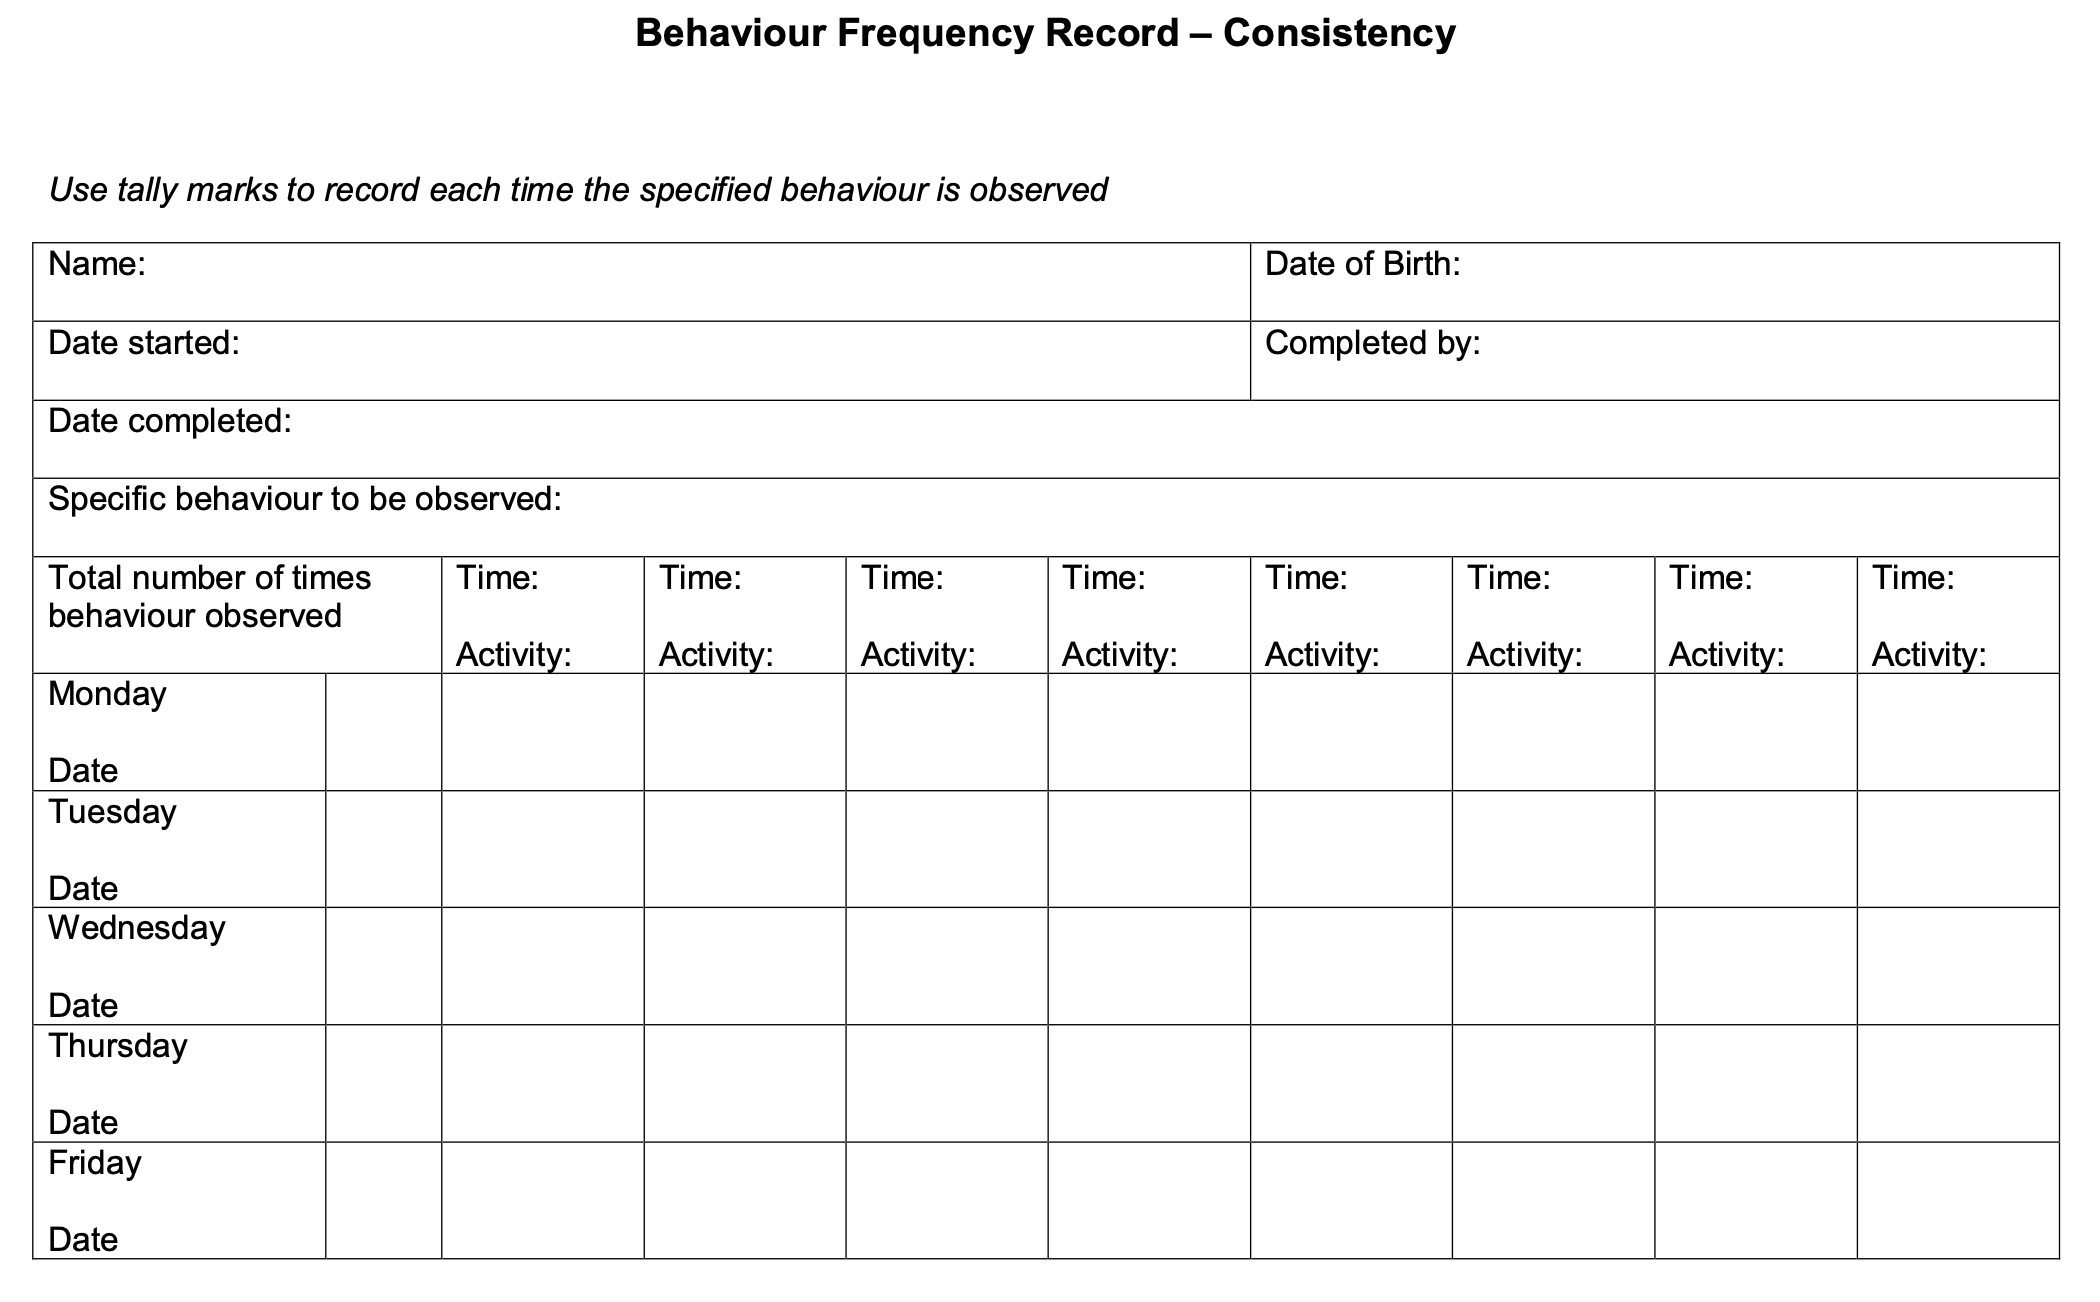 Behaviour Frequency Record – Consistency
Use tally marks to record each time the specified behaviour is observed
Name: Date of Birth:
Date started: Completed by:
Date completed:
Specific behaviour to be observed:
Total number of times Time: Time: Time: Time: Time: Time: Time: Time:
behaviour observed
Activity: Activity: Activity: Activity: Activity: Activity: Activity: Activity:
Monday
Date
Tuesday
Date
Wednesday
Date
Thursday
Date
Friday
Date